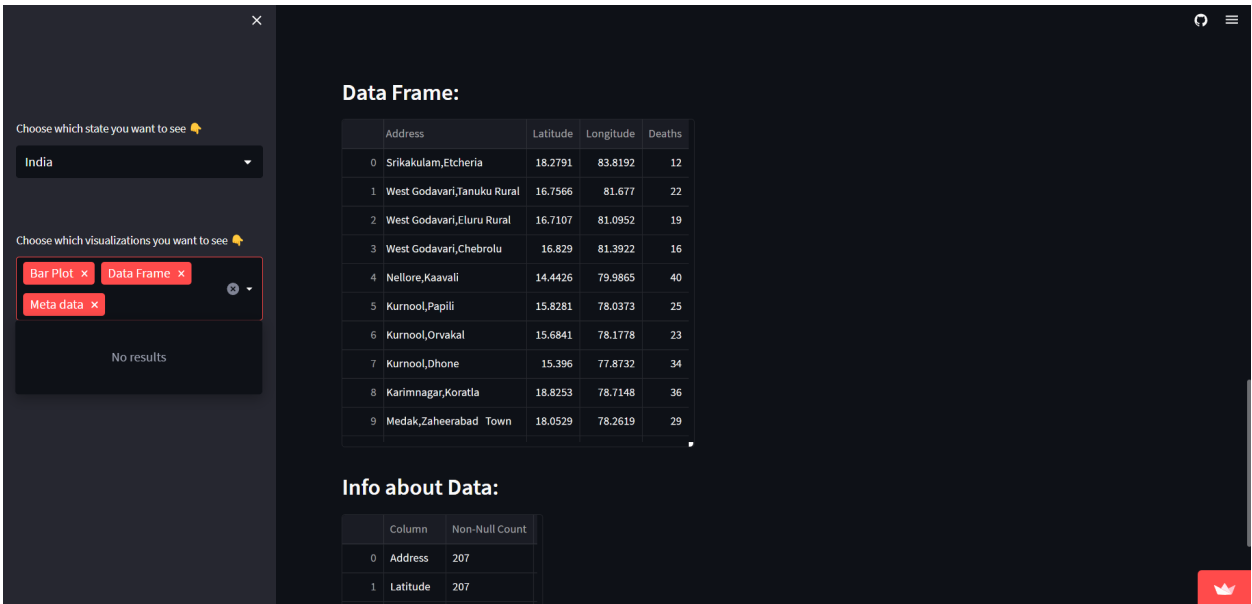 Choose which state you want to see 👇
India
Choose which visualizations you want to see 👇
Bar Plot × Data Frame ×
Meta data ×
No results
Data Frame:
Address Latitude Longitude Deaths
0 Srikakulam,Etcheria 18.2791 83.8192 12
1 West Godavari,Tanuku Rural 16.7566 81.677 22
2 West Godavari,Eluru Rural 16.7107 81.0952 19
3 West Godavari,Chebrolu 16.829 81.3922 16
4 Nellore,Kaavali 14.4426 79.9865 40
5 Kurnool,Papili 15.8281 78.0373 25
6 Kurnool,Orvakal 15.6841 78.1778 23
7 Kurnool,Dhone 15.396 77.8732 34
8 Karimnagar,Koratla 18.8253 78.7148 36
9 Medak,Zaheerabad Town 18.0529 78.2619 29
Info about Data:
Column Non-Null Count
0 Address 207
1 Latitude 207